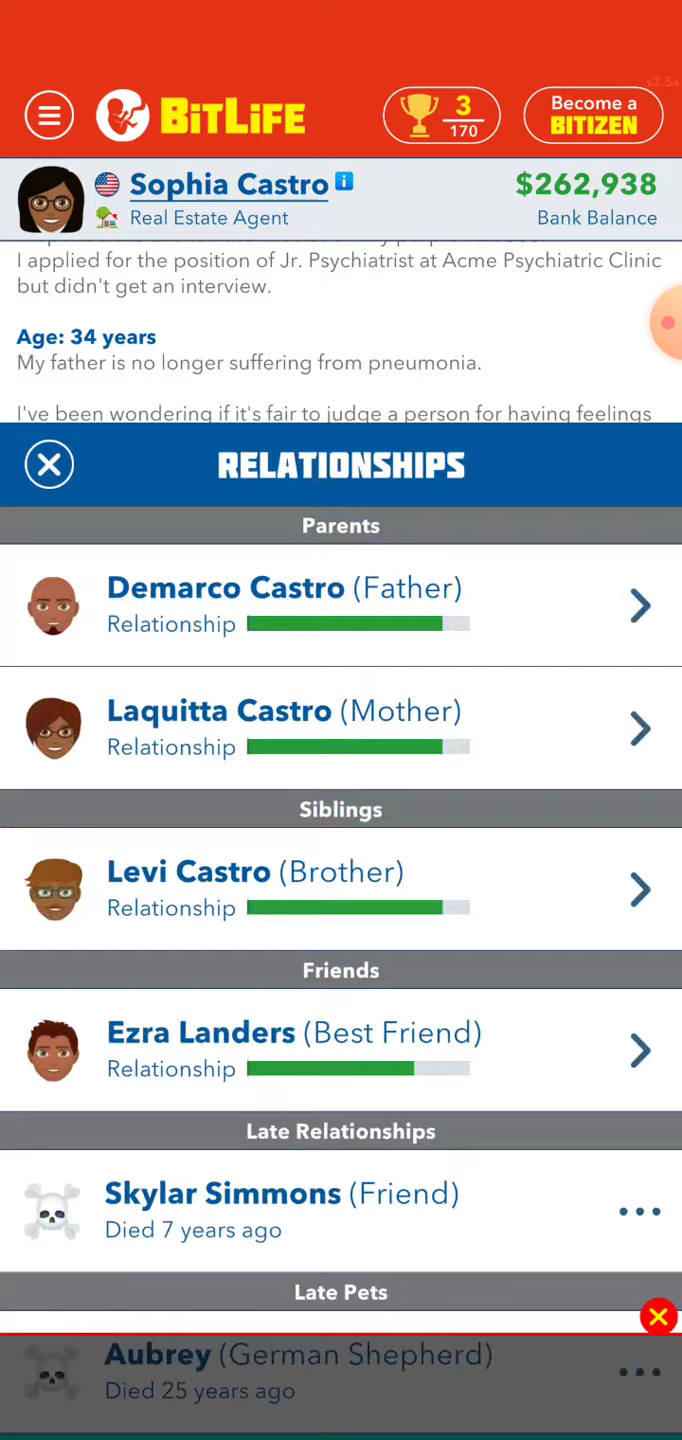 v2.5a
BITLIFE
3
170
Become a
BITIZEN
Sophia Castro
$262,938
Real Estate Agent
Bank Balance
I applied for the position of Jr. Psychiatrist at Acme Psychiatric Clinic
but didn't get an interview.
Age: 34 years
My father is no longer suffering from pneumonia.
I've been wondering if it's fair to judge a person for having feelings
RELATIONSHIPS
Parents
Demarco Castro (Father)
Relationship
Laquitta Castro (Mother)
Relationship
Siblings
Levi Castro (Brother)
Relationship
Friends
Ezra Landers (Best Friend)
Relationship
Late Relationships
Skylar Simmons (Friend)
Died 7 years ago
Late Pets
Aubrey (German Shepherd)
Died 25 years ago